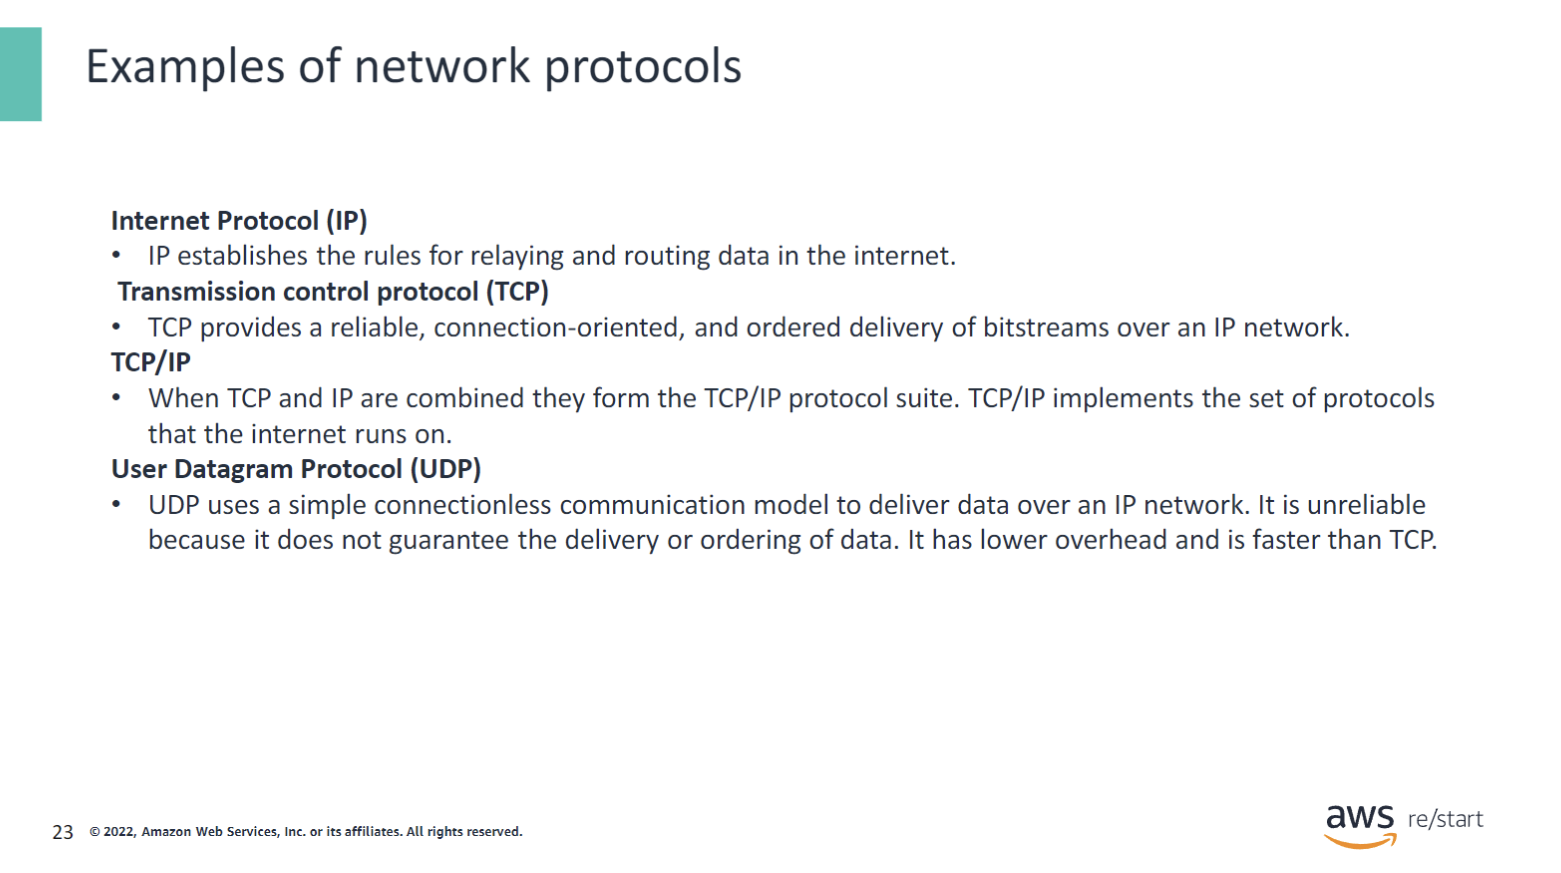 Examples of network protocols
Internet Protocol (IP)
• IP establishes the rules for relaying and routing data in the internet.
Transmission control protocol (TCP)
• TCP provides a reliable, connection-oriented, and ordered delivery of bitstreams over an IP network.
TCP/IP
• When TCP and IP are combined they form the TCP/IP protocol suite. TCP/IP implements the set of protocols
that the internet runs on.
User Datagram Protocol (UDP)
• UDP uses a simple connectionless communication model to deliver data over an IP network. It is unreliable
because it does not guarantee the delivery or ordering of data. It has lower overhead and is faster than TCP.
23 © 2022, Amazon Web Services, Inc. or its affiliates. All rights reserved.
aws re/start